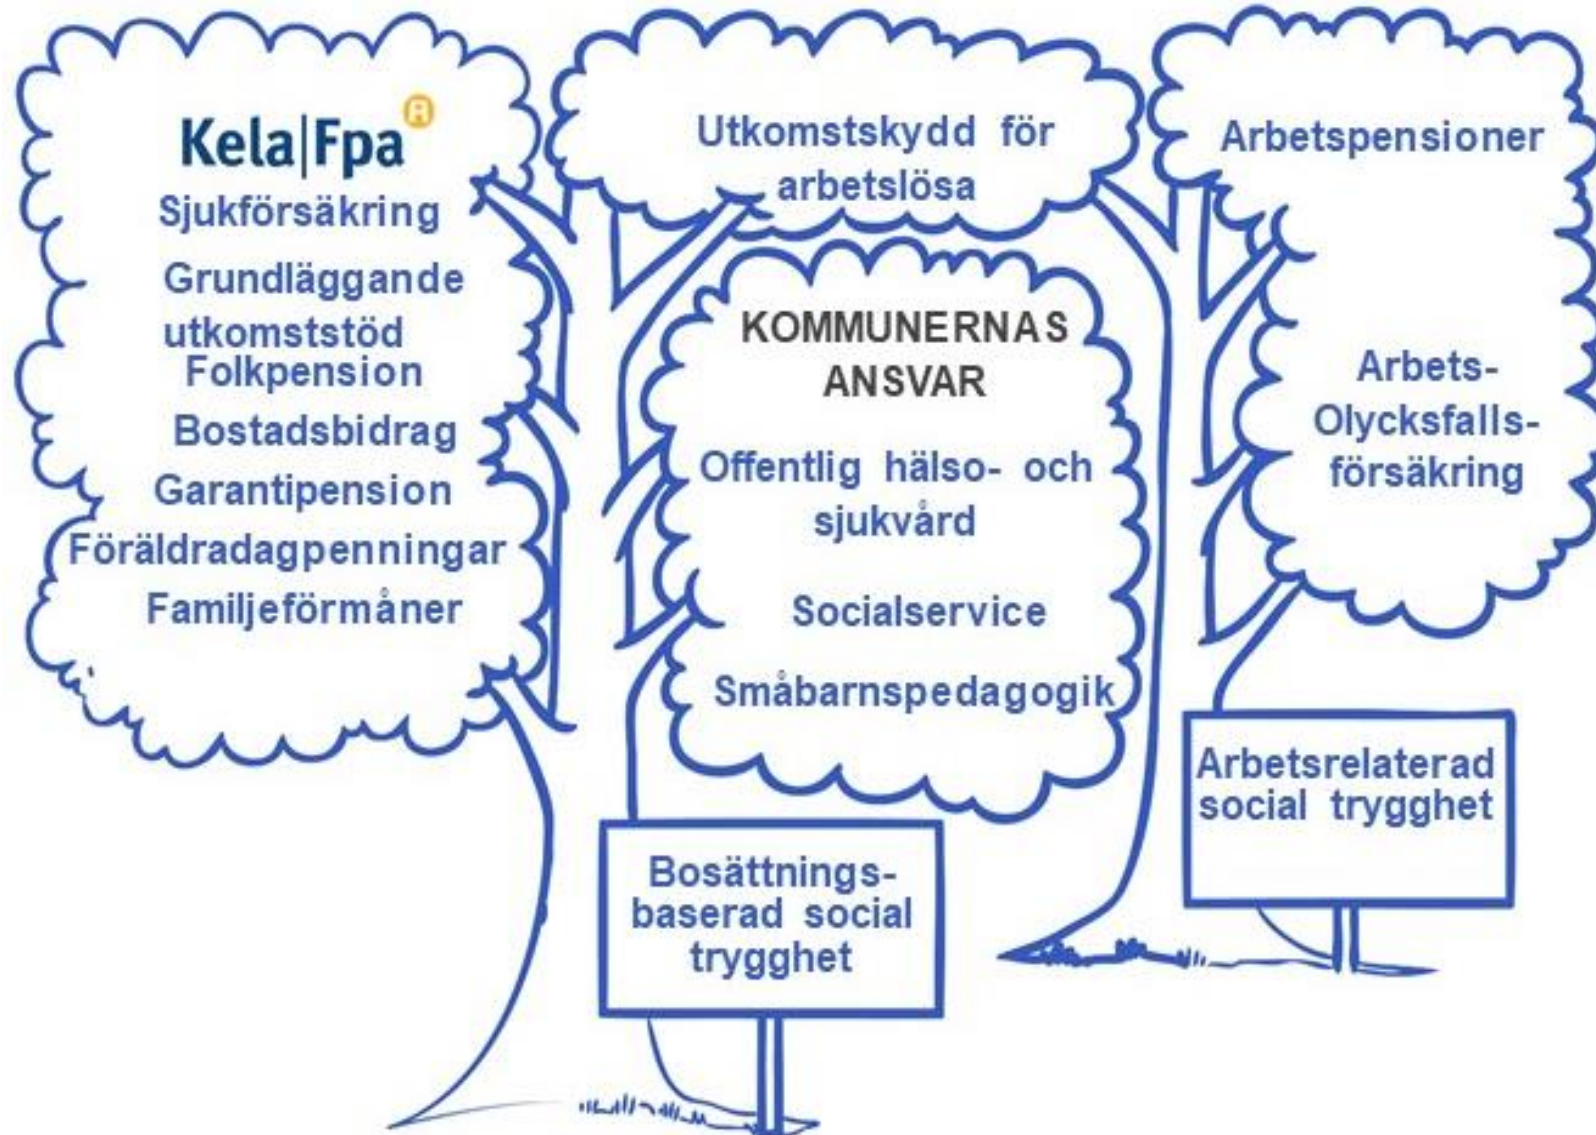 Kela|Fpa
Sjukförsäkring
Grundläggande
utkomststöd
Folkpension
Bostadsbidrag
Garantipension
Föräldradagpenningar
Familjeförmåner
Utkomstskydd för
arbetslösa
KOMMUNERNAS
ANSVAR
Offentlig hälso- och
sjukvård
Socialservice
Småbarnspedagogik
Arbetspensioner
Arbets-
Olycksfalls-
försäkring
Bosättnings-
baserad social
trygghet
Arbetsrelaterad
social trygghet